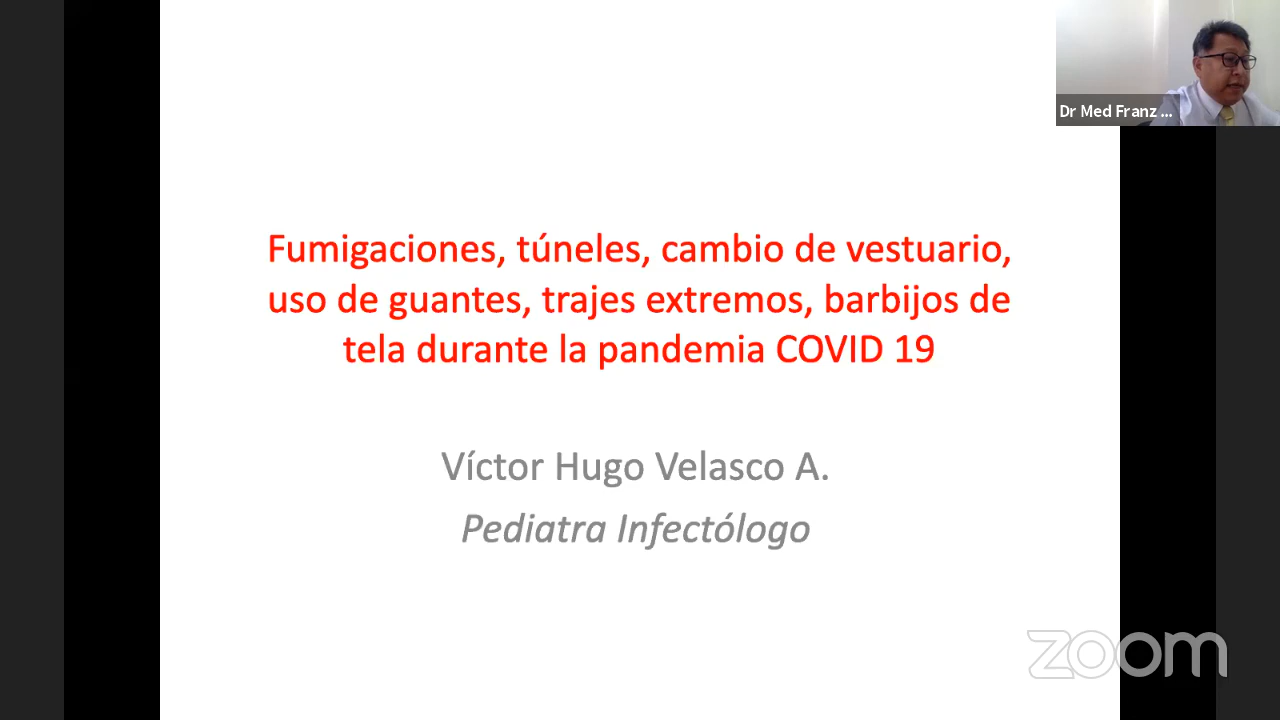 Dr Med Franz ...
Fumigaciones, túneles, cambio de vestuario,
uso de guantes, trajes extremos, barbijos de
tela durante la pandemia COVID 19
Víctor Hugo Velasco A.
Pediatra Infectólogo
zoom